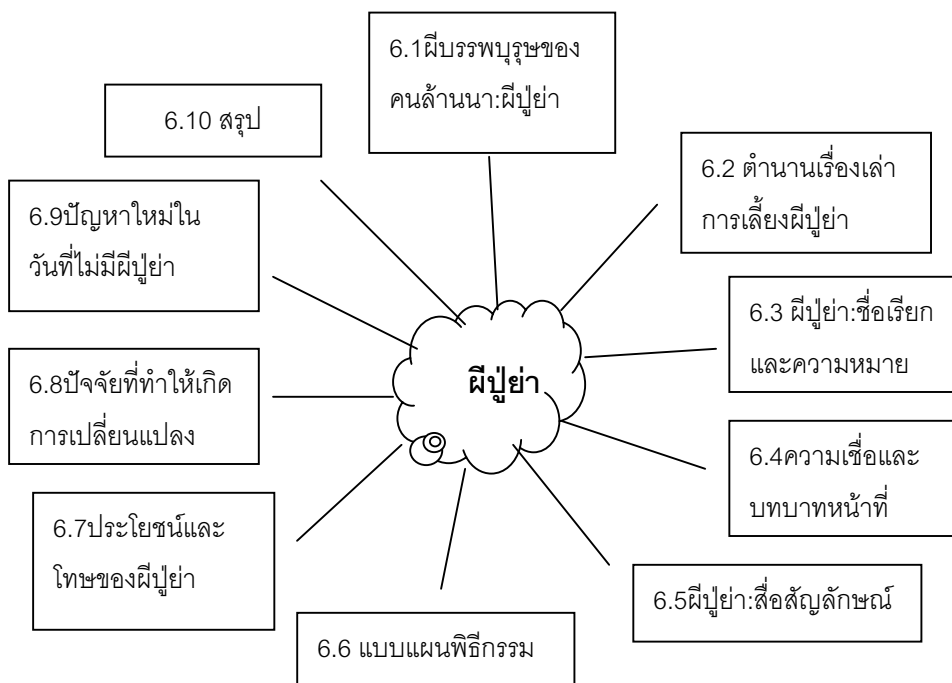 6.1ผีบรรพบุรุษของ
คนล้านนา:ผีปู่ย่า
6.2 ตำนานเรื่องเล่า
การเลี้ยงผีปู่ย่า
6.3 ผีปู่ย่า:ชื่อเรียก
และความหมาย
6.4ความเชื่อและ
บทบาทหน้าที่
6.5ผีปู่ย่า:สื่อสัญลักษณ์
6.6 แบบแผนพิธีกรรม
6.7ประโยชน์และ
โทษของผีปู่ย่า
6.8ปัจจัยที่ทำให้เกิด
การเปลี่ยนแปลง
6.9ปัญหาใหม่ใน
วันที่ไม่มีผีปู่ย่า
6.10 สรุป
ผีปู่ย่า